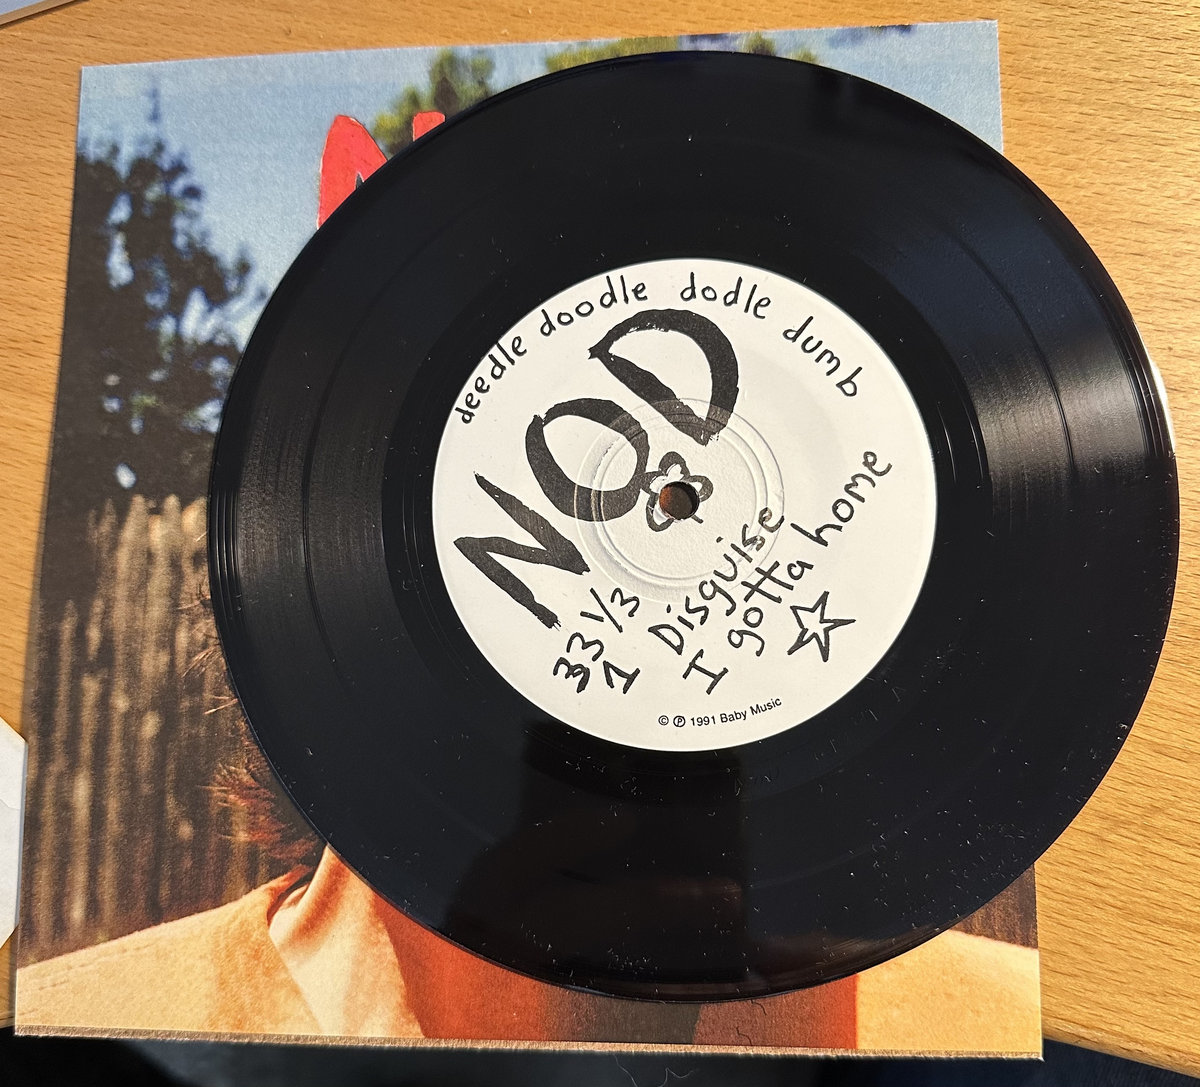 deedle doodle dodle dumb
NOD
33 1/3
1 Disguise
I gotta home
© ℗ 1991 Baby Music